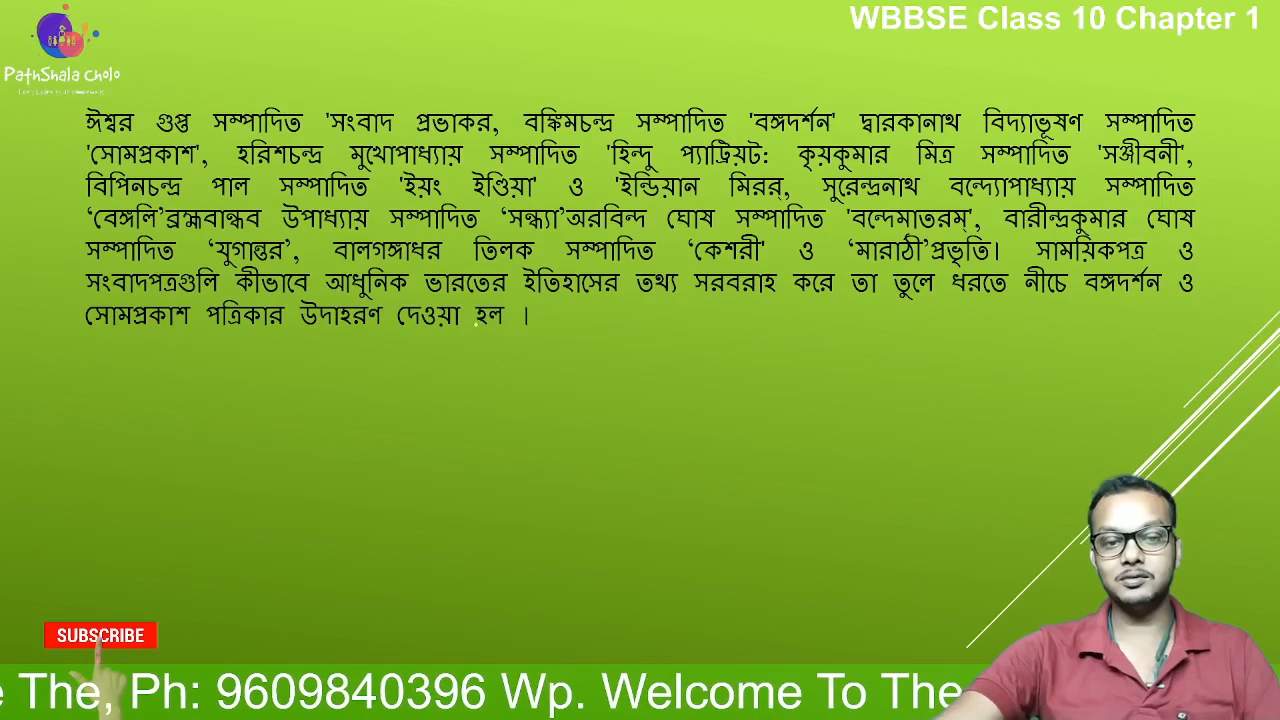 WBBSE Class 10 Chapter 1
PathShala Cholo
ঈশ্বর গুপ্ত সম্পাদিত 'সংবাদ প্রভাকর, বঙ্কিমচন্দ্র সম্পাদিত 'বঙ্গদর্শন' দ্বারকানাথ বিদ্যাভূষণ সম্পাদিত
'সোমপ্রকাশ', হরিশচন্দ্র মুখোপাধ্যায় সম্পাদিত 'হিন্দু প্যাট্রিয়ট: কৃয়কুমার মিত্র সম্পাদিত 'সঞ্জীবনী',
বিপিনচন্দ্র পাল সম্পাদিত 'ইয়ং ইণ্ডিয়া' ও 'ইন্ডিয়ান মিরর্, সুরেন্দ্রনাথ বন্দ্যোপাধ্যায় সম্পাদিত
‘বেঙ্গলি’ব্রহ্মবান্ধব উপাধ্যায় সম্পাদিত ‘সন্ধ্যা’অরবিন্দ ঘোষ সম্পাদিত 'বন্দেমাতরম্', বারীন্দ্রকুমার ঘোষ
সম্পাদিত ‘যুগান্তর’, বালগঙ্গাধর তিলক সম্পাদিত ‘কেশরী' ও ‘মারাঠী’প্রভৃতি। সাময়িকপত্র ও
সংবাদপত্রগুলি কীভাবে আধুনিক ভারতের ইতিহাসের তথ্য সরবরাহ করে তা তুলে ধরতে নীচে বঙ্গদর্শন ও
সোমপ্রকাশ পত্রিকার উদাহরণ দেওয়া হল ।
SUBSCRIBE
e The, Ph: 9609840396 Wp. Welcome To The